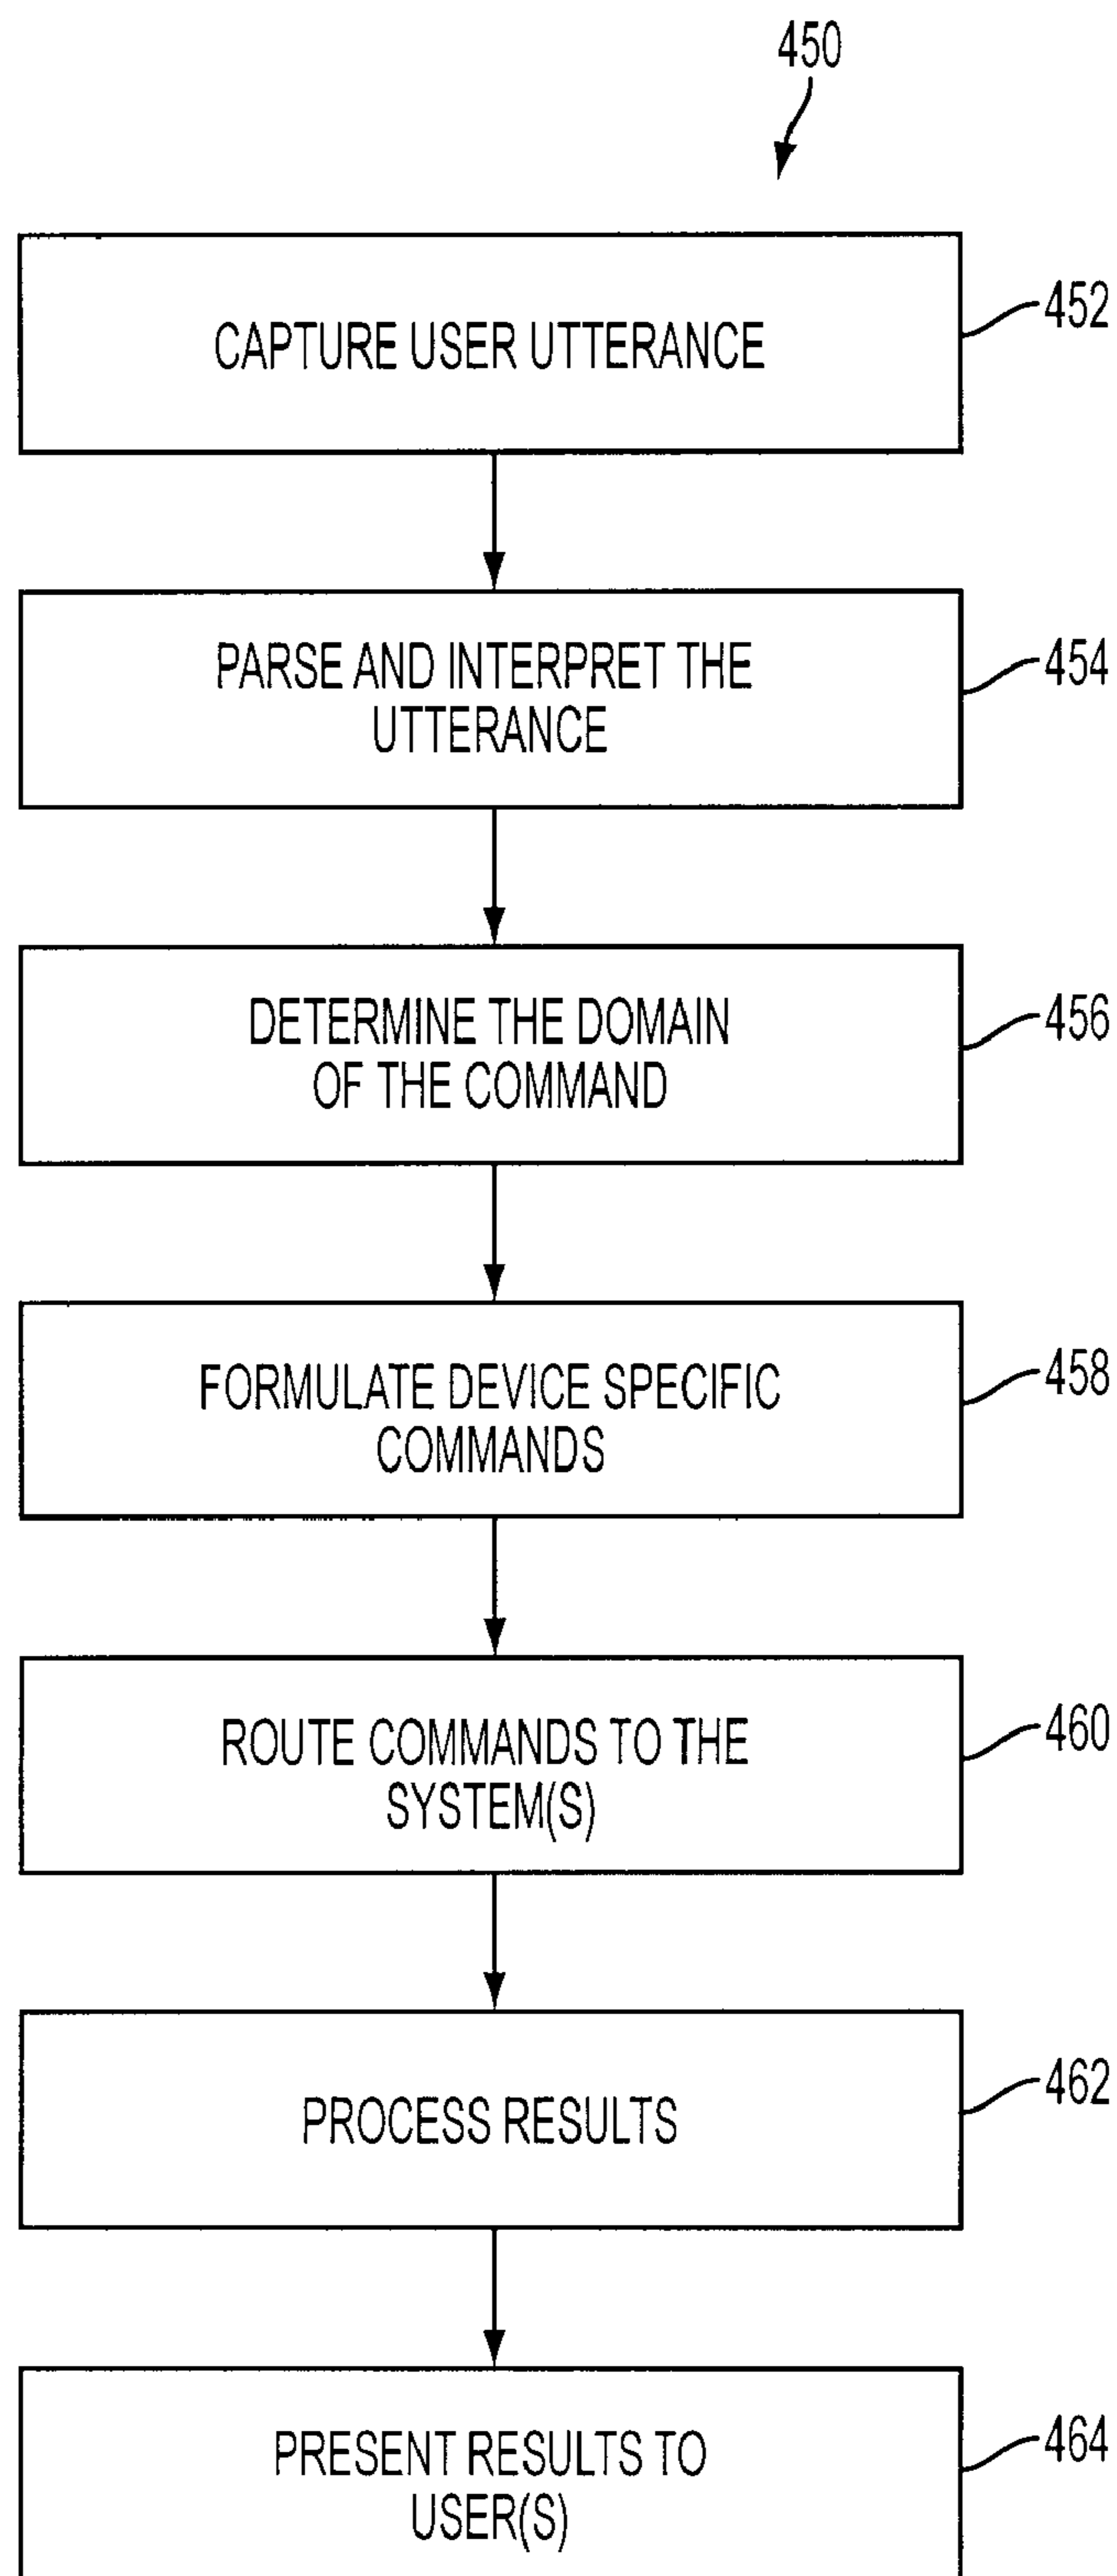 450
CAPTURE USER UTTERANCE
452
PARSE AND INTERPRET THE
UTTERANCE
454
DETERMINE THE DOMAIN
OF THE COMMAND
456
FORMULATE DEVICE SPECIFIC
COMMANDS
458
ROUTE COMMANDS TO THE
SYSTEM(S)
460
PROCESS RESULTS
462
PRESENT RESULTS TO
USER(S)
464